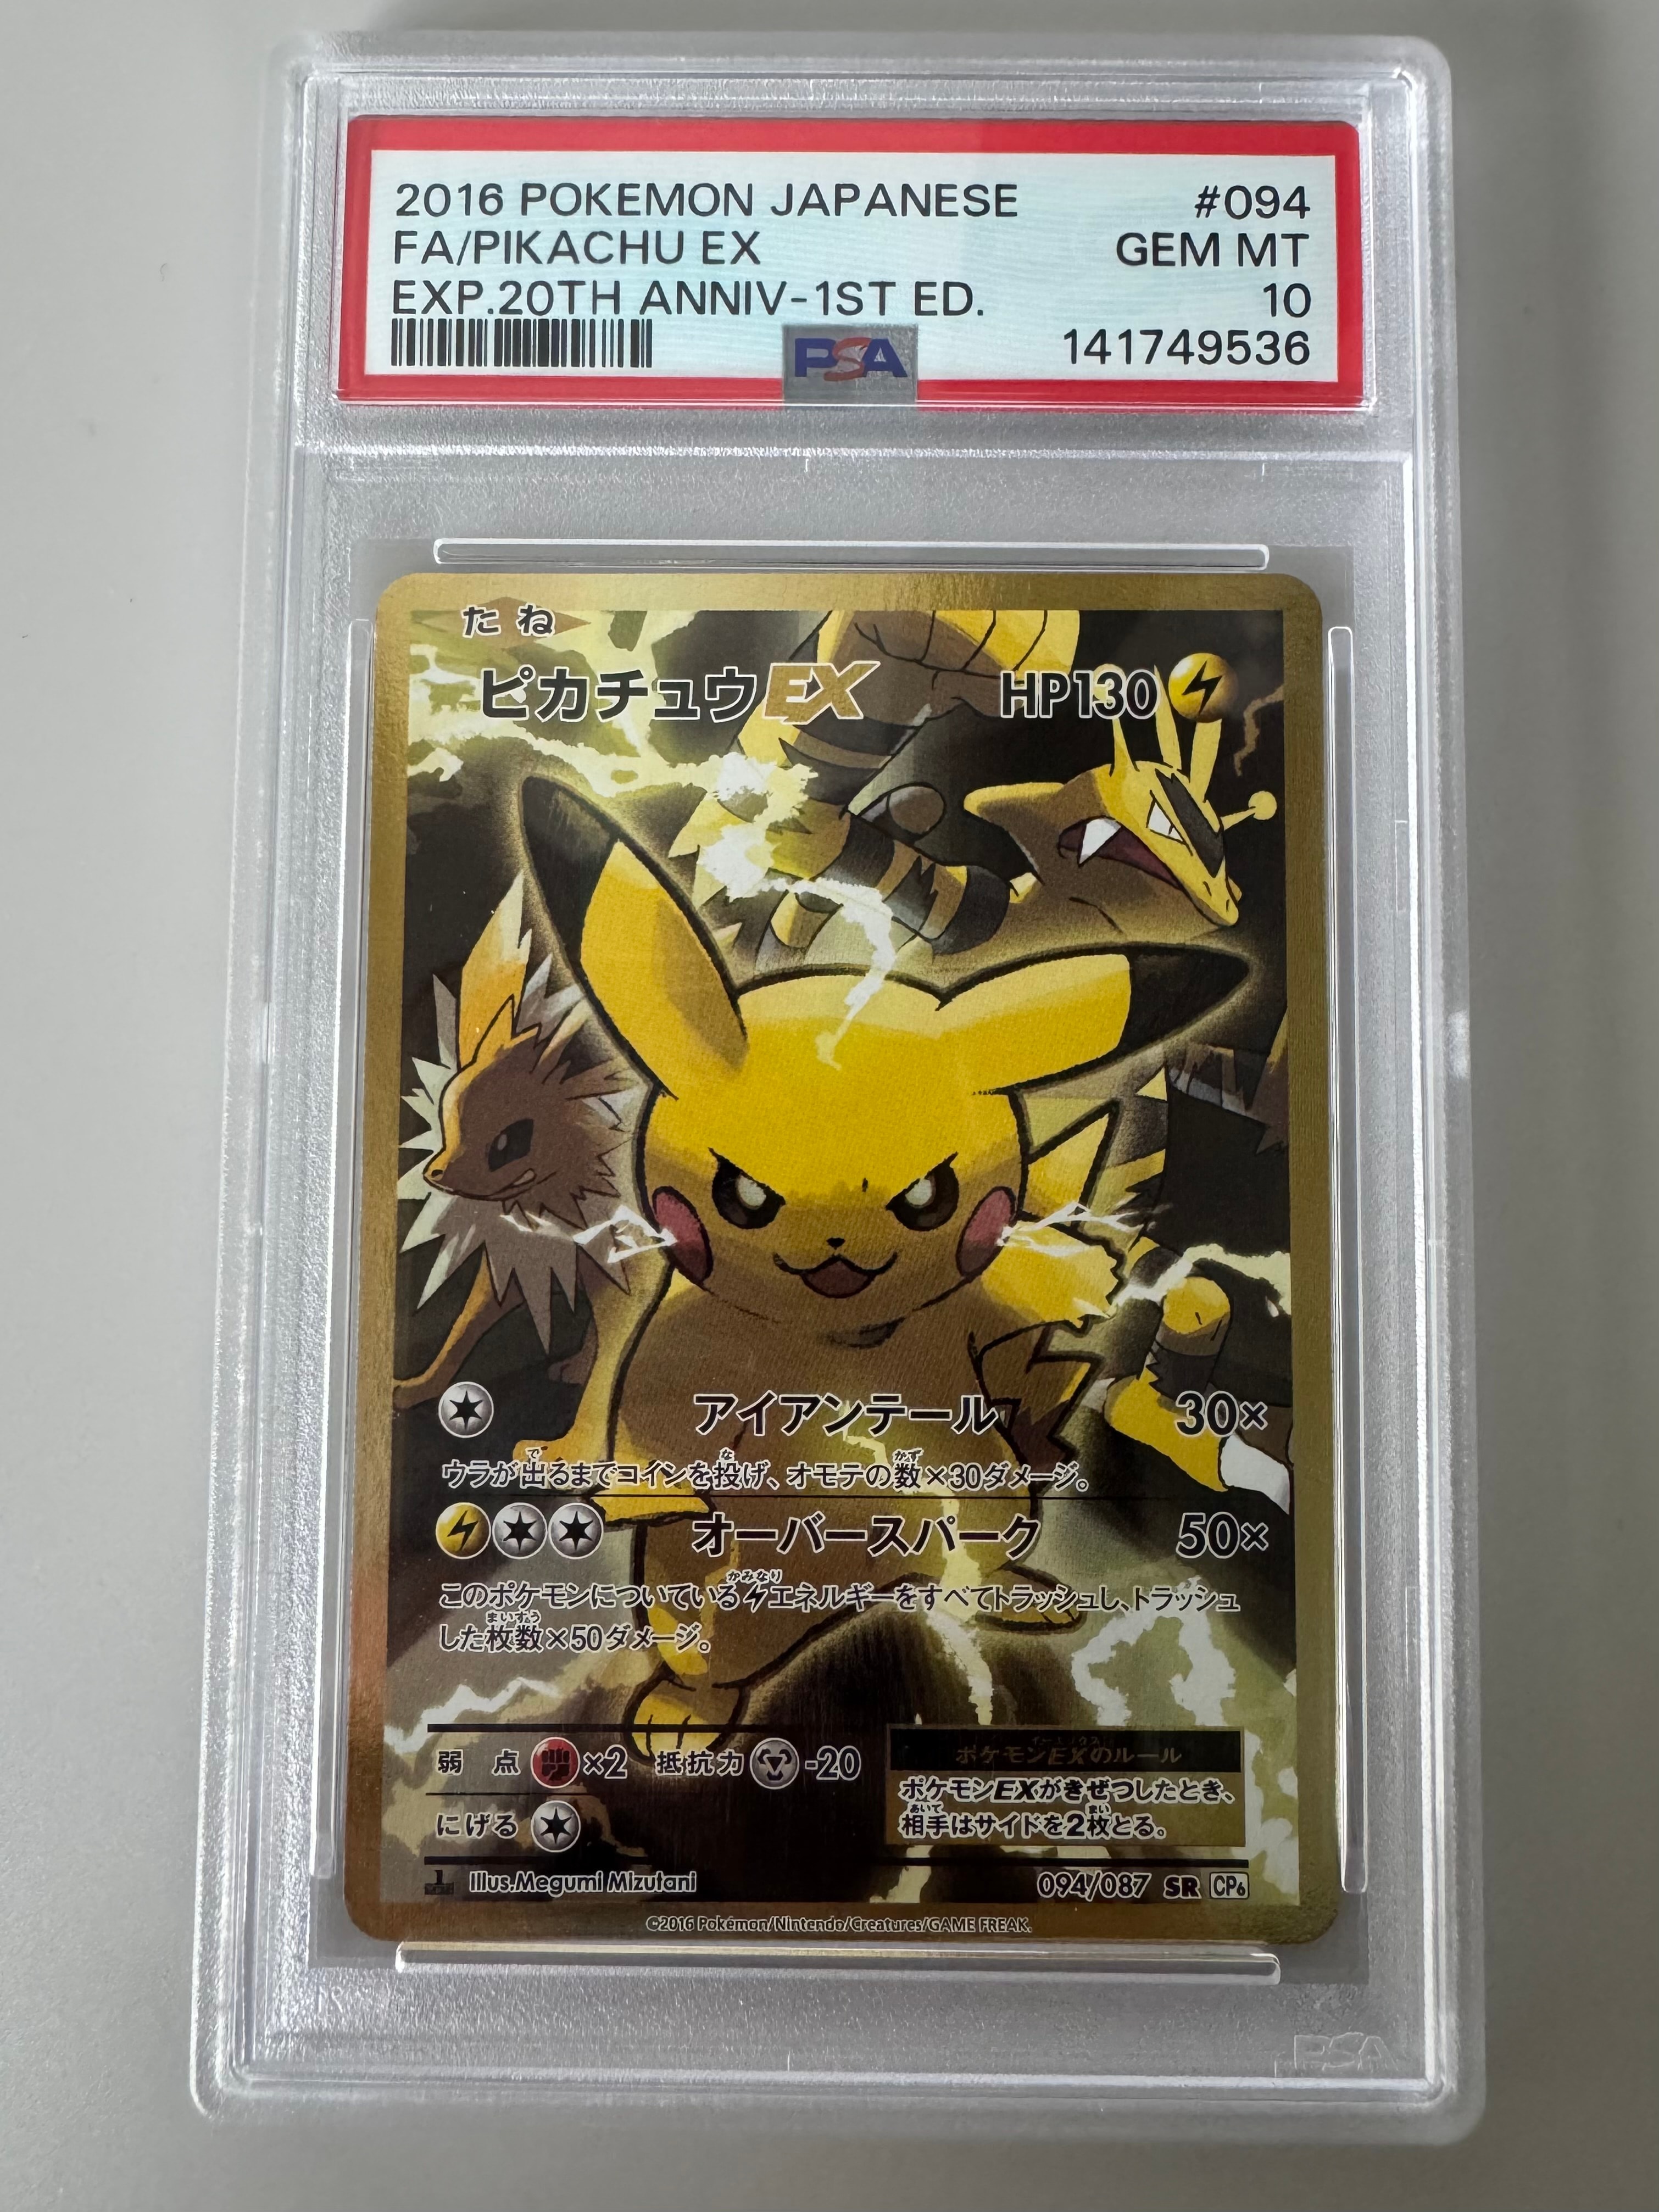 2016 POKEMON JAPANESE #094
FA/PIKACHU EX GEM MT
EXP.20TH ANNIV-1ST ED. 10
PSA 141749536
たね
ピカチュウEX HP130
アイアンテール 30×
ウラが出るまでコインを投げ、オモテの数×30ダメージ。
オーバースパーク 50×
このポケモンについているエネルギーをすべてトラッシュし、トラッシュ
した枚数×50ダメージ。
弱点 ×2 抵抗力 -20
ポケモンEXのルール
ポケモンEXがきぜつしたとき、
相手はサイドを2枚とる。
にげる
1 Illus.Megumi Mizutani 094/087 SR CP6
©2016 Pokémon/Nintendo/Creatures/GAME FREAK.
PSA